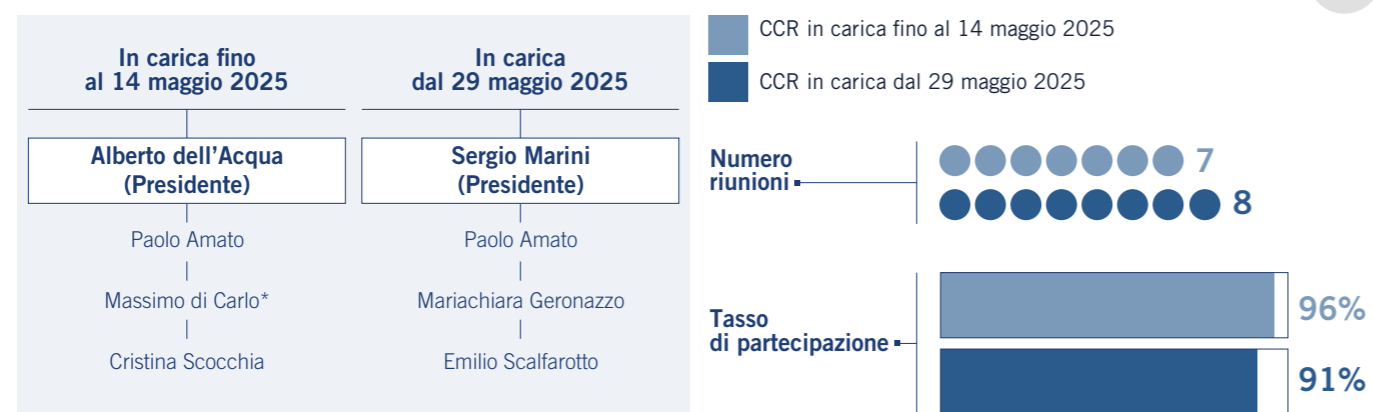 In carica fino
al 14 maggio 2025
Alberto dell'Acqua
(Presidente)
Paolo Amato
Massimo di Carlo*
Cristina Scocchia
In carica
dal 29 maggio 2025
Sergio Marini
(Presidente)
Paolo Amato
Mariachiara Geronazzo
Emilio Scalfarotto
CCR in carica fino al 14 maggio 2025
CCR in carica dal 29 maggio 2025
Numero
riunioni
7
8
Tasso
di partecipazione
96%
91%